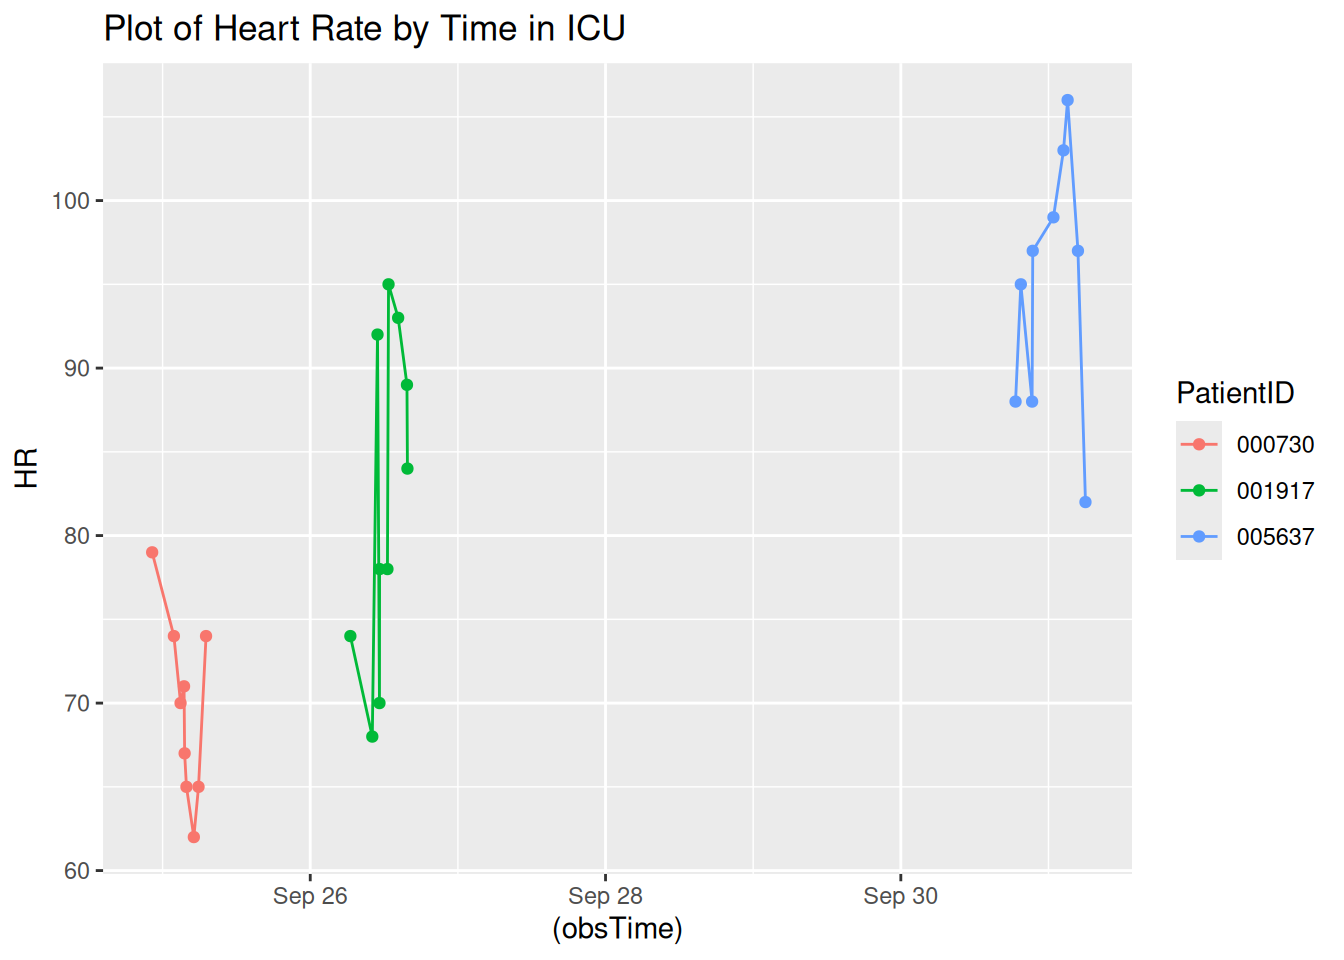 Plot of Heart Rate by Time in ICU
HR
100
90
80
70
60
Sep 26
Sep 28
Sep 30
(obsTime)
PatientID
000730
001917
005637